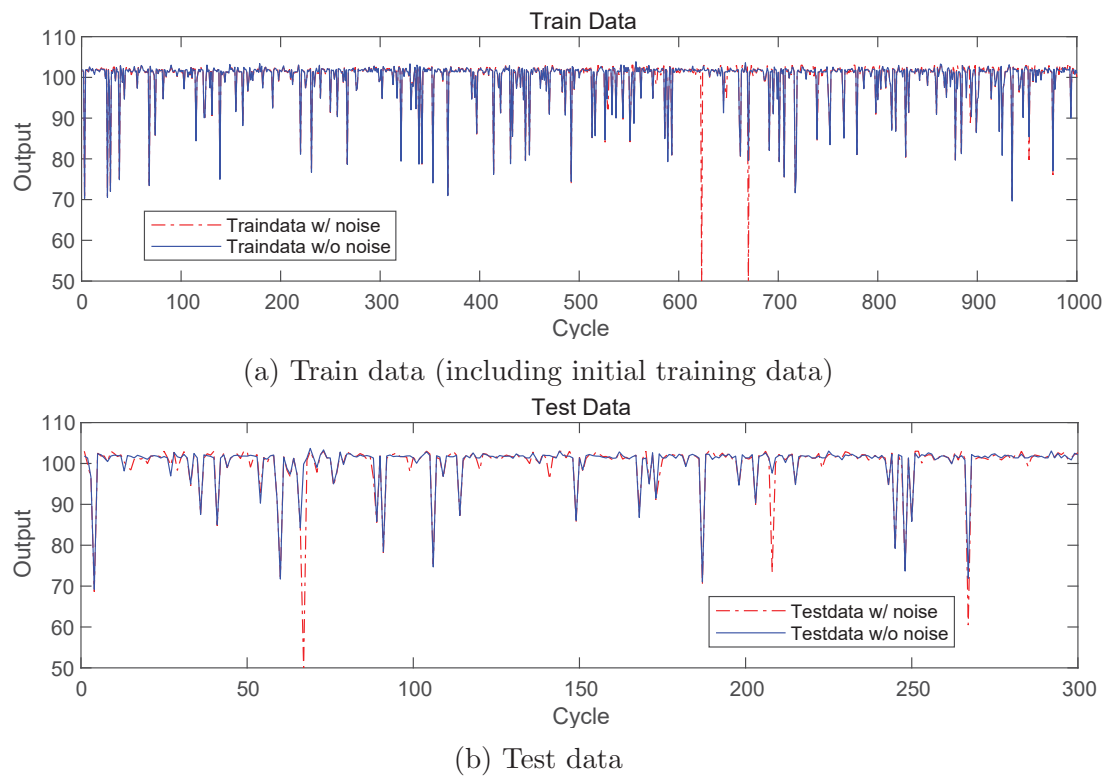 Train Data
110
100
90
80
70
60
50
Output
Traindata w/ noise
Traindata w/o noise
0 100 200 300 400 500 600 700 800 900 1000
Cycle
(a) Train data (including initial training data)
Test Data
110
100
90
80
70
60
50
Output
Testdata w/ noise
Testdata w/o noise
0 50 100 150 200 250 300
Cycle
(b) Test data